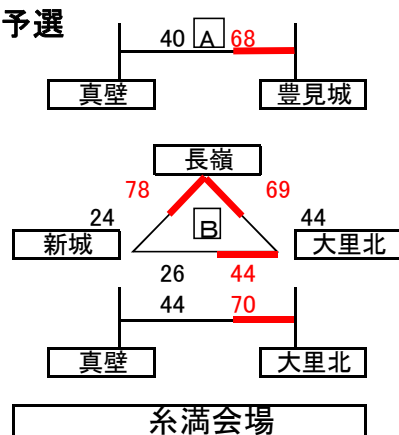 予選
40 A 68
真壁 豊見城
長嶺
78 69
24 44
新城 B 大里北
26 44
44 70
真壁 大里北
糸満会場